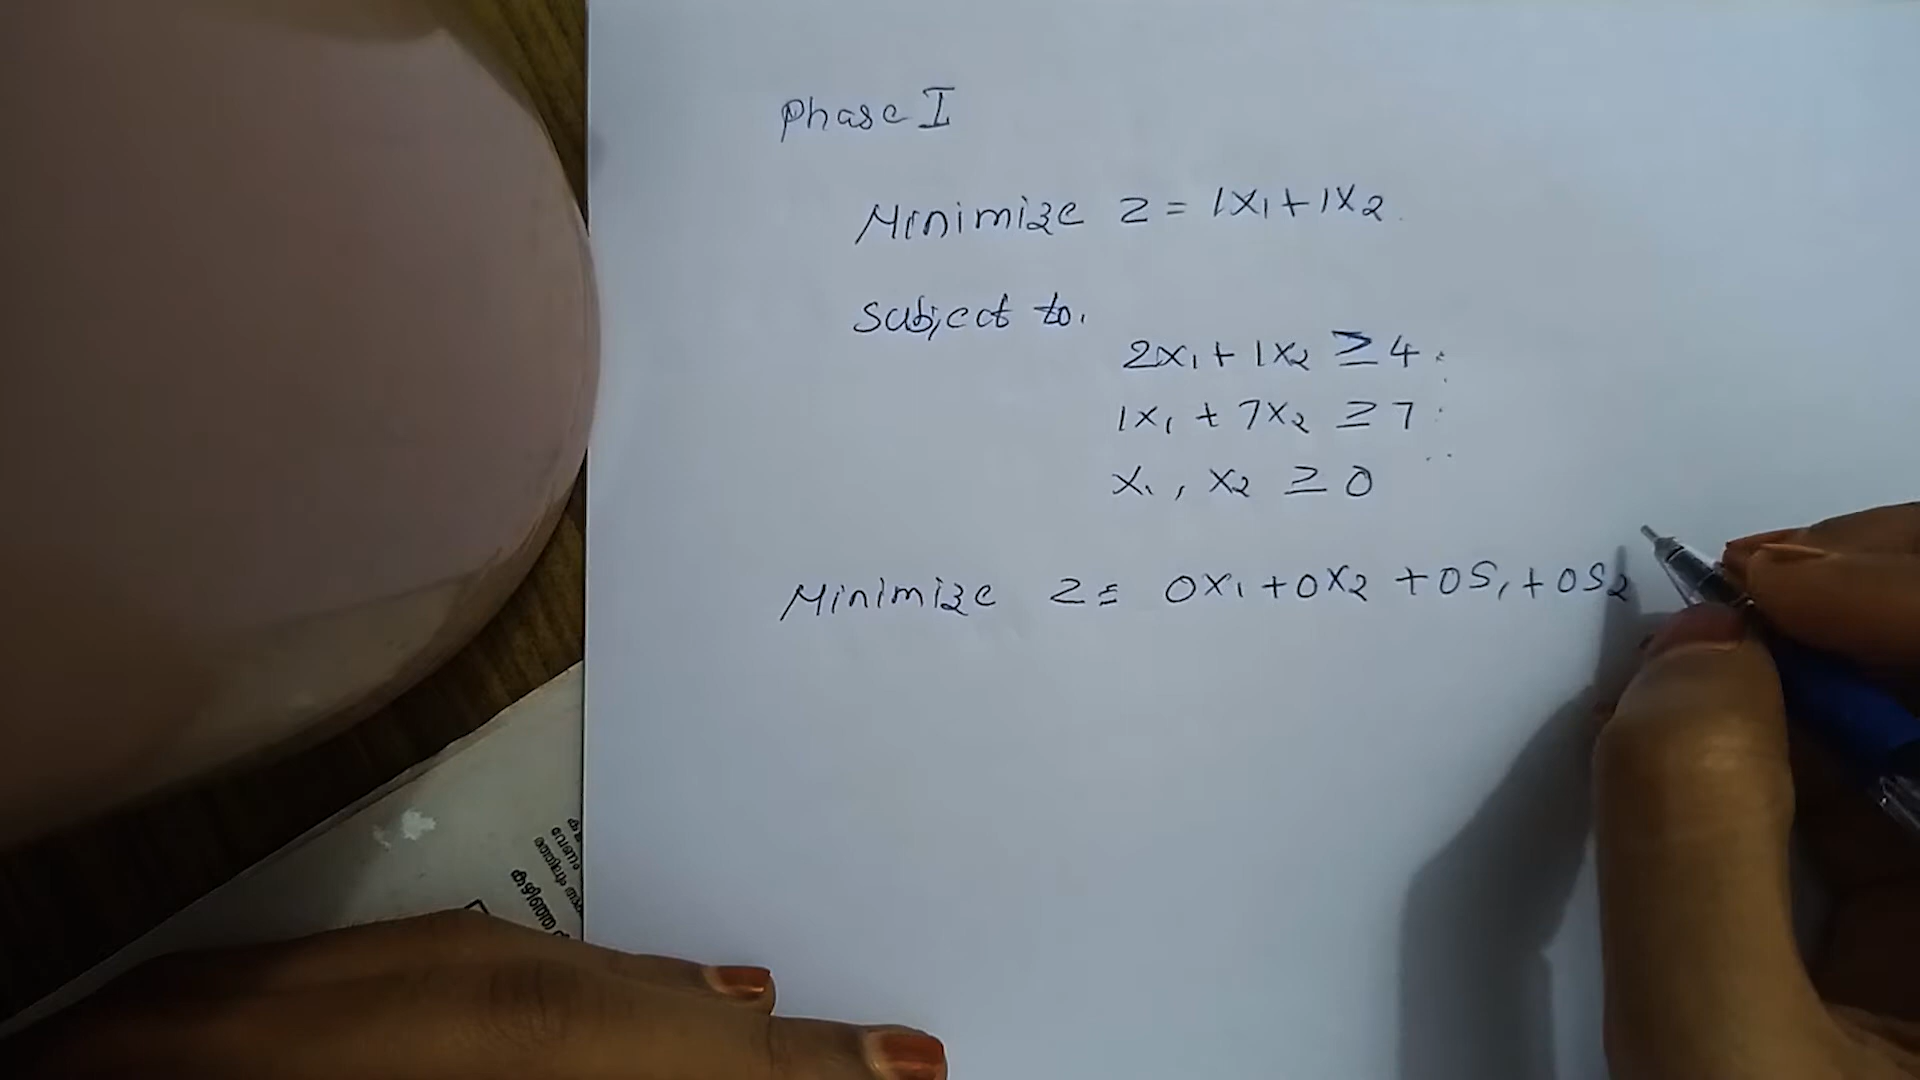 Phase I
Minimize Z = 1X1 + 1X2
Subject to.
2X1 + 1X2 ≥ 4
1X1 + 7X2 ≥ 7
X1, X2 ≥ 0
Minimize Z = 0X1 + 0X2 + 0S1 + 0S2
വേണം
കഴിഞ്ഞ